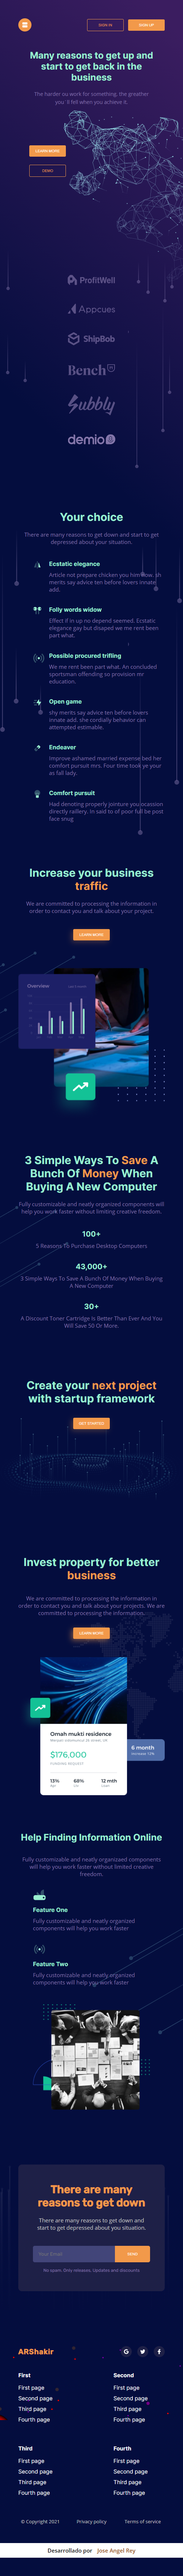 SIGN IN
SIGN UP
Many reasons to get up and
start to get back in the
business
The harder ou work for something, the greater
you`ll fell when you achieve it.
LEARN MORE
DEMO
ProfitWell
Appcues
ShipBob
Bench
Subbly
demio
Your choice
There are many reasons to get down and start to get
depressed about your situation.
Ecstatic elegance
Article not prepare chicken you him now. sh
merits say advice ten before lovers innate
add.
Folly words widow
Effect if in up no depend seemed. Ecstatic
elegance gay but disaped we me rent been
part what.
Possible procured trifling
We me rent been part what. An concluded
sportsman offending so provision mr
education.
Open game
shy merits say advice ten before lovers
innate add. she cordially behavior can
attempted estimable.
Endeaver
Improve ashamed married expense bed her
comfort pursuit mrs. Four time took ye your
as fail lady.
Comfort pursuit
Had denoting properly jointure you occasion
directly raillery. In said to of poor full be post
face snug
Increase your business
traffic
We are committed to processing the information in
order to contact you and talk about your project.
LEARN MORE
Overview
3 Simple Ways To Save A
Bunch Of Money When
Buying A New Computer
Fully customizable and neatly organized components will
help you work faster without limiting creative freedom.
100+
5 Reasons To Purchase Desktop Computers
43,000+
3 Simple Ways To Save A Bunch Of Money When Buying
A New Computer
30+
A Discount Toner Cartridge Is Better Than Ever And You
Will Save 50 Or More.
Create your next project
with startup framework
GET STARTED
Invest property for better
business
We are committed to processing the information in
order to contact you and talk about your projects. We are
committed to processing the information.
LEARN MORE
Ornah mukti residence
$176.000
FUNDING REQUEST
13%
68%
12 mth
6 month
Increase 13%
Help Finding Information Online
Fully customizable and neatly organizaed components
will help you work faster without limited creative
freedom.
Feature One
Fully customizable and neatly organized
components will help you work faster
Feature Two
Fully customizable and neatly organized
components will help you work faster
There are many
reasons to get down
There are many reasons to get down and
start to get depressed about you situation.
Your Email
SEND
No spam. Only releases. Updates and discounts
ARShakir
First
First page
Second page
Third page
Fourth page
Second
First page
Second page
Third page
Fourth page
Third
First page
Second page
Third page
Fourth page
Fourth
First page
Second page
Third page
Fourth page
© Copyright 2021
Privacy policy
Terms of service
Desarrollado por Jose Angel Rey